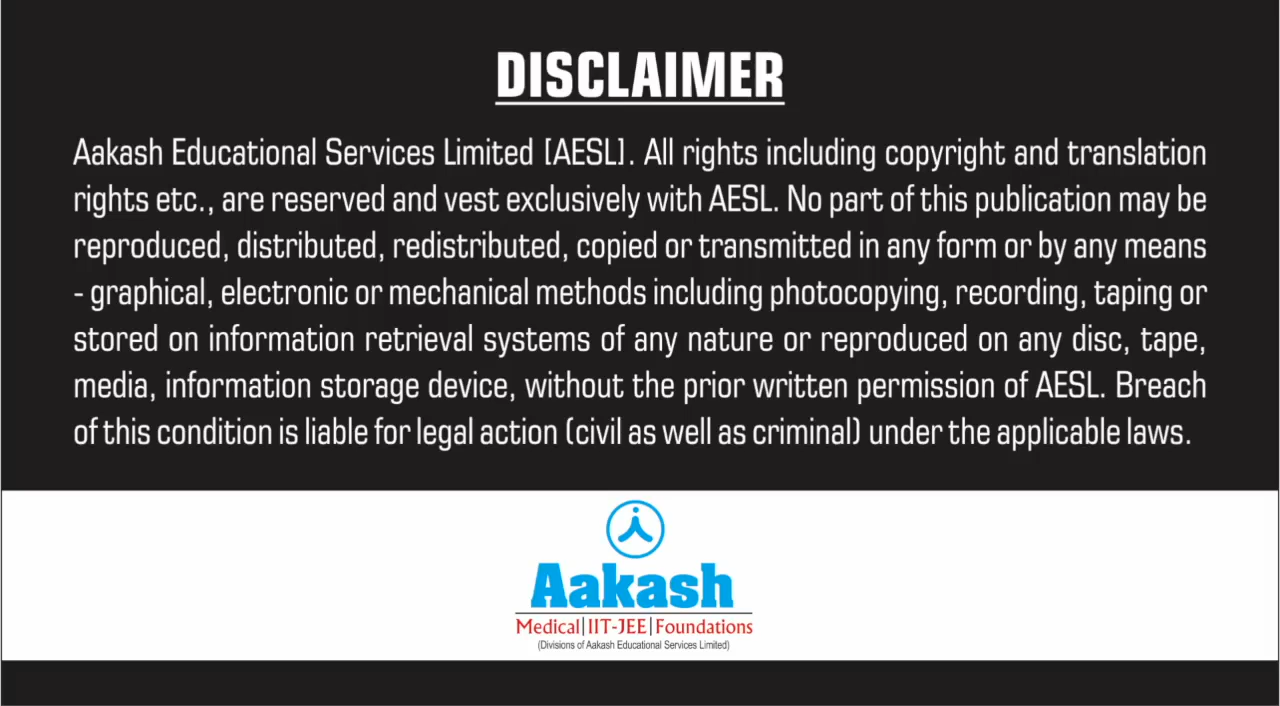 DISCLAIMER
Aakash Educational Services Limited [AESL]. All rights including copyright and translation
rights etc., are reserved and vest exclusively with AESL. No part of this publication may be
reproduced, distributed, redistributed, copied or transmitted in any form or by any means
- graphical, electronic or mechanical methods including photocopying, recording, taping or
stored on information retrieval systems of any nature or reproduced on any disc, tape,
media, information storage device, without the prior written permission of AESL. Breach
of this condition is liable for legal action (civil as well as criminal) under the applicable laws.
Aakash
Medical|IIT-JEE|Foundations
(Divisions of Aakash Educational Services Limited)